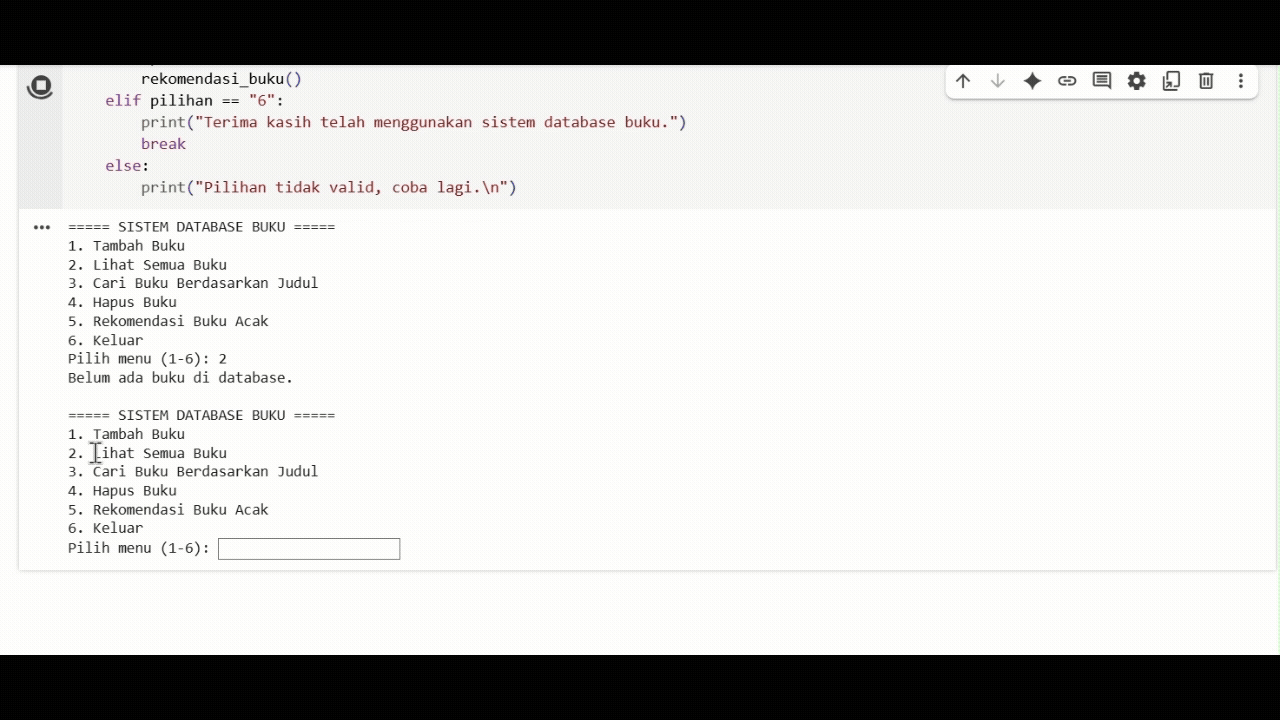 rekomendasi_buku()
elif pilihan == "6":
print("Terima kasih telah menggunakan sistem database buku.")
break
else:
print("Pilihan tidak valid, coba lagi.\n")
===== SISTEM DATABASE BUKU =====
1. Tambah Buku
2. Lihat Semua Buku
3. Cari Buku Berdasarkan Judul
4. Hapus Buku
5. Rekomendasi Buku Acak
6. Keluar
Pilih menu (1-6): 2
Belum ada buku di database.
===== SISTEM DATABASE BUKU =====
1. Tambah Buku
2. Lihat Semua Buku
3. Cari Buku Berdasarkan Judul
4. Hapus Buku
5. Rekomendasi Buku Acak
6. Keluar
Pilih menu (1-6):